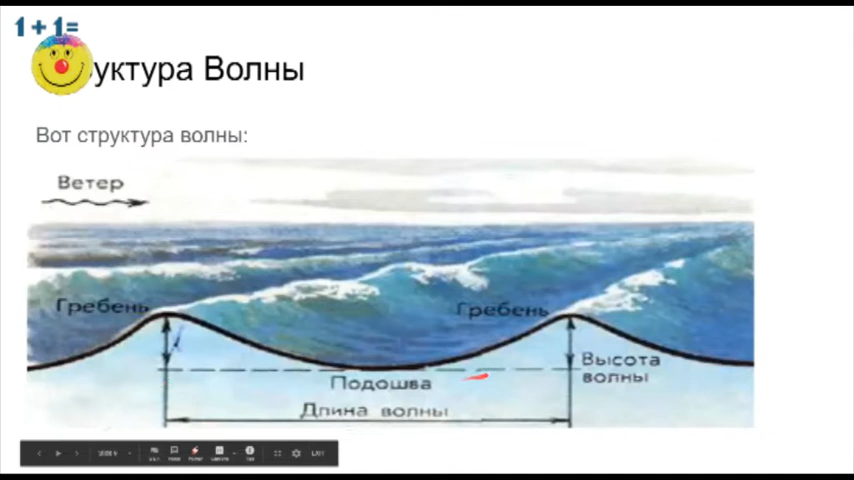 1+1=
уктура Волны
Вот структура волны:
Ветер
Гребень
Гребень
Высота
волны
Подошва
Длина волны